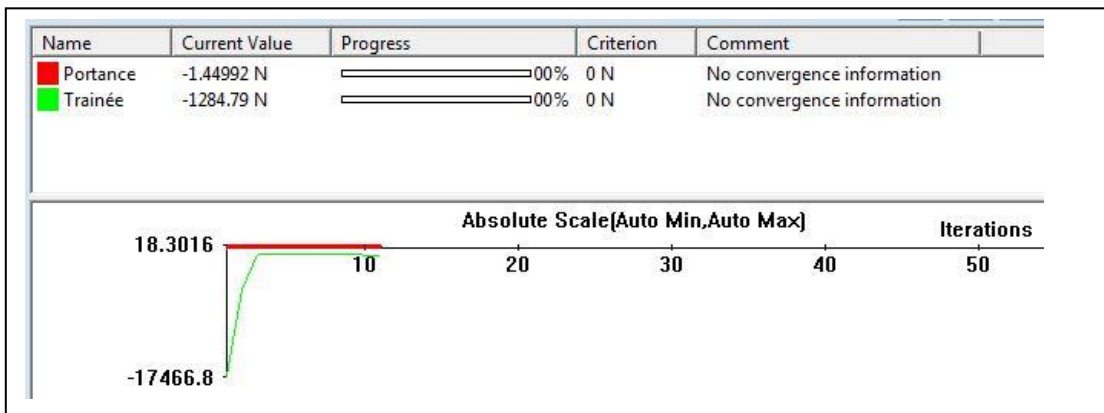 Name Current Value Progress Criterion Comment
Portance -1.44992 N 00% 0 N No convergence information
Trainée -1284.79 N 00% 0 N No convergence information
Absolute Scale(Auto Min,Auto Max) Iterations
18.3016
10 20 30 40 50
-17466.8